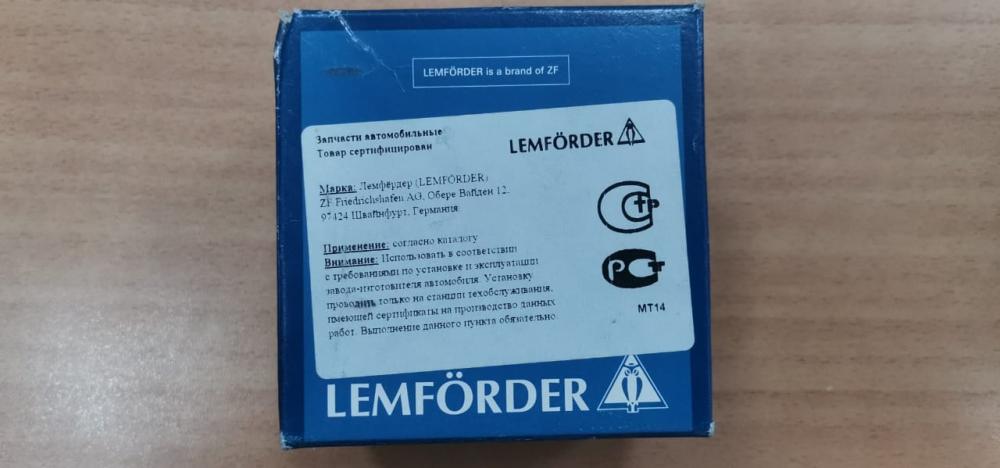 LEMFÖRDER is a brand of ZF
Запчасти автомобильные
Товар сертифицирован
LEMFÖRDER
Марка: Лемфёрдер (LEMFÖRDER)
ZF Friedrichshafen AG, Обере Вайден 12.
97424 Швайнфурт, Германия
Применение: согласно каталогу
Внимание: Использовать в соответствии
с требованиями по установке и эксплуатации
завода-изготовителя автомобиля. Установку
проводить только на станции техобслуживания,
имеющей сертификаты на производство данных
работ. Выполнение данного пункта обязательно.
РСТ
МТ14
LEMFÖRDER